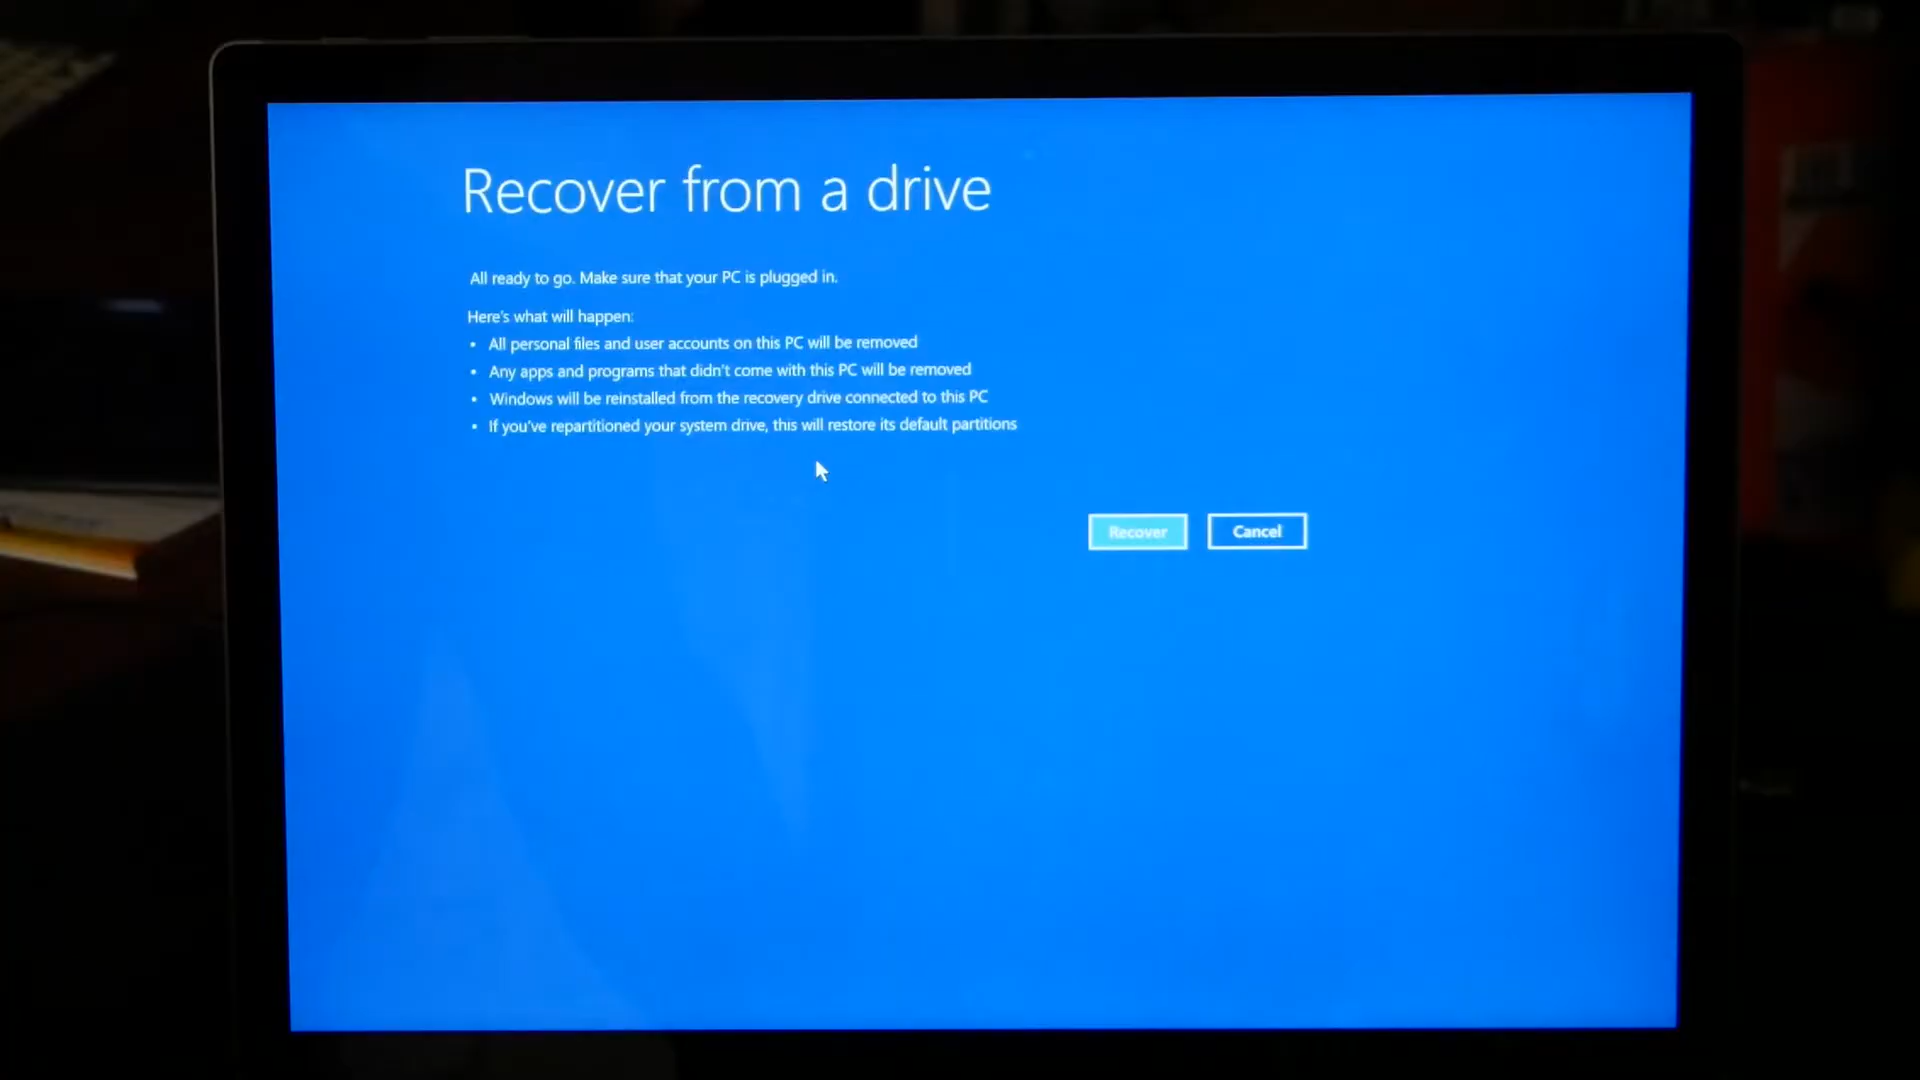 Recover from a drive
All ready to go. Make sure that your PC is plugged in.
Here's what will happen:
• All personal files and user accounts on this PC will be removed
• Any apps and programs that didn't come with this PC will be removed
• Windows will be reinstalled from the recovery drive connected to this PC
• If you've repartitioned your system drive, this will restore its default partitions
Recover Cancel